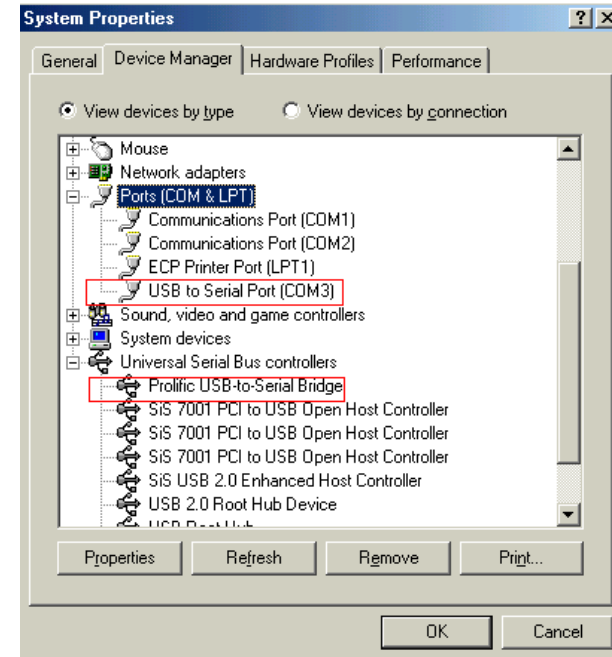 System Properties
General Device Manager Hardware Profiles Performance
View devices by type View devices by connection
Mouse
Network adapters
Ports (COM & LPT)
Communications Port (COM1)
Communications Port (COM2)
ECP Printer Port (LPT1)
USB to Serial Port (COM3)
Sound, video and game controllers
System devices
Universal Serial Bus controllers
Prolific USB-to-Serial Bridge
SiS 7001 PCI to USB Open Host Controller
SiS 7001 PCI to USB Open Host Controller
SiS 7001 PCI to USB Open Host Controller
SiS USB 2.0 Enhanced Host Controller
USB 2.0 Root Hub Device
USB Root Hub
Properties Refresh Remove Print...
OK Cancel